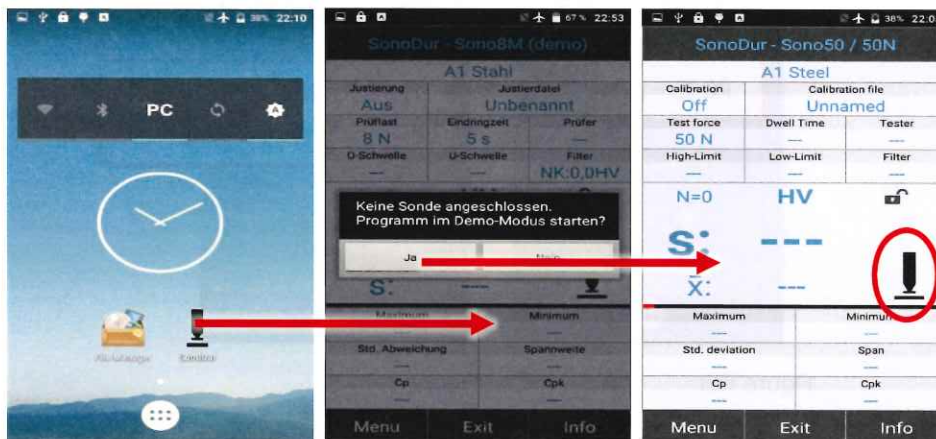 38% 22:10
PC
A
67% 22:53
SonoDur - Sono8M (demo)
A1 Stahl
Justierung Justierdatei
Aus Unbenannt
Prüflast Eindringzeit Prüfer
8 N 5 s ---
O-Schwelle U-Schwelle Filter
--- --- NK:0,0HV
Keine Sonde angeschlossen.
Programm im Demo-Modus starten?
Ja Nein
s: ---
Maximum Minimum
--- ---
Std. Abweichung Spannweite
--- ---
Cp Cpk
--- ---
Menu Exit Info
38%
SonoDur - Sono50 / 50N
A1 Steel
Calibration Calibration file
Off Unnamed
Test force Dwell Time Tester
50 N --- ---
High-Limit Low-Limit Filter
--- --- ---
N=0 HV
s: ---
x̄: ---
Maximum Minimum
--- ---
Std. deviation Span
--- ---
Cp Cpk
--- ---
Menu Exit Info